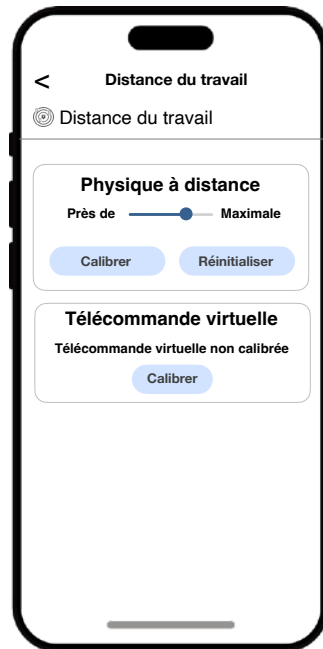 < Distance du travail
Distance du travail
Physique à distance
Près de Maximale
Calibrer Réinitialiser
Télécommande virtuelle
Télécommande virtuelle non calibrée
Calibrer